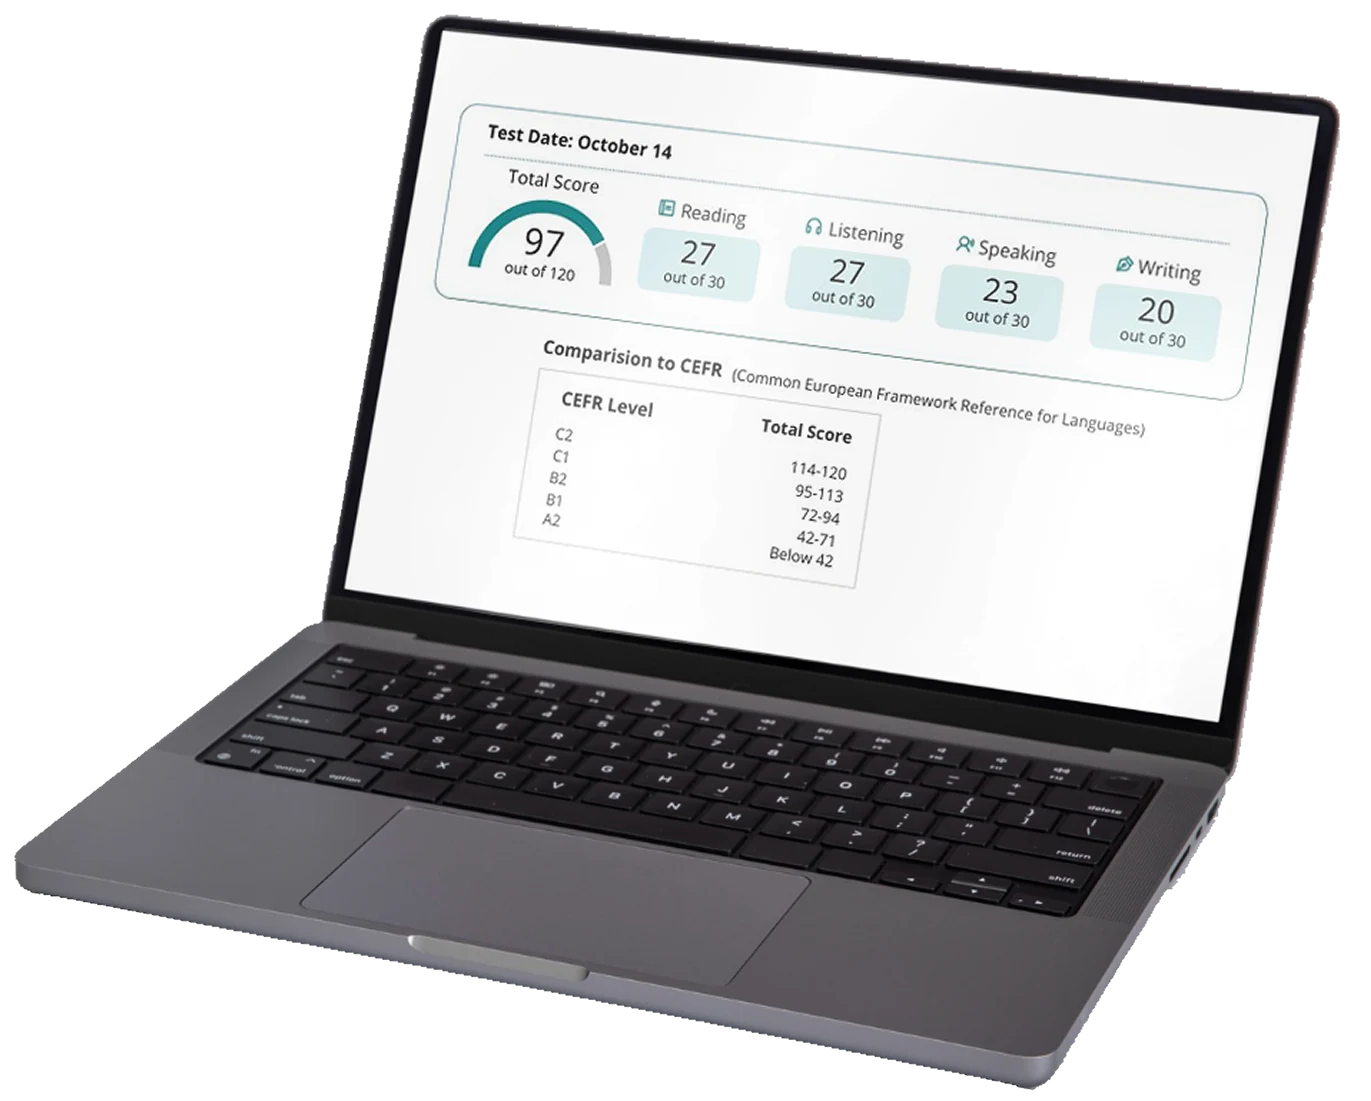 Test Date: October 14
Total Score
97
out of 120
Reading
27
out of 30
Listening
27
out of 30
Speaking
23
out of 30
Writing
20
out of 30
Comparision to CEFR (Common European Framework Reference for Languages)
CEFR Level Total Score
C2 114-120
C1 95-113
B2 72-94
B1 42-71
A2 Below 42
esc
tab
Q W E R T Y U I O P
delete
caps lock
A S D F G H J K L
return
shift
Z X C V B N M
shift
fn
option